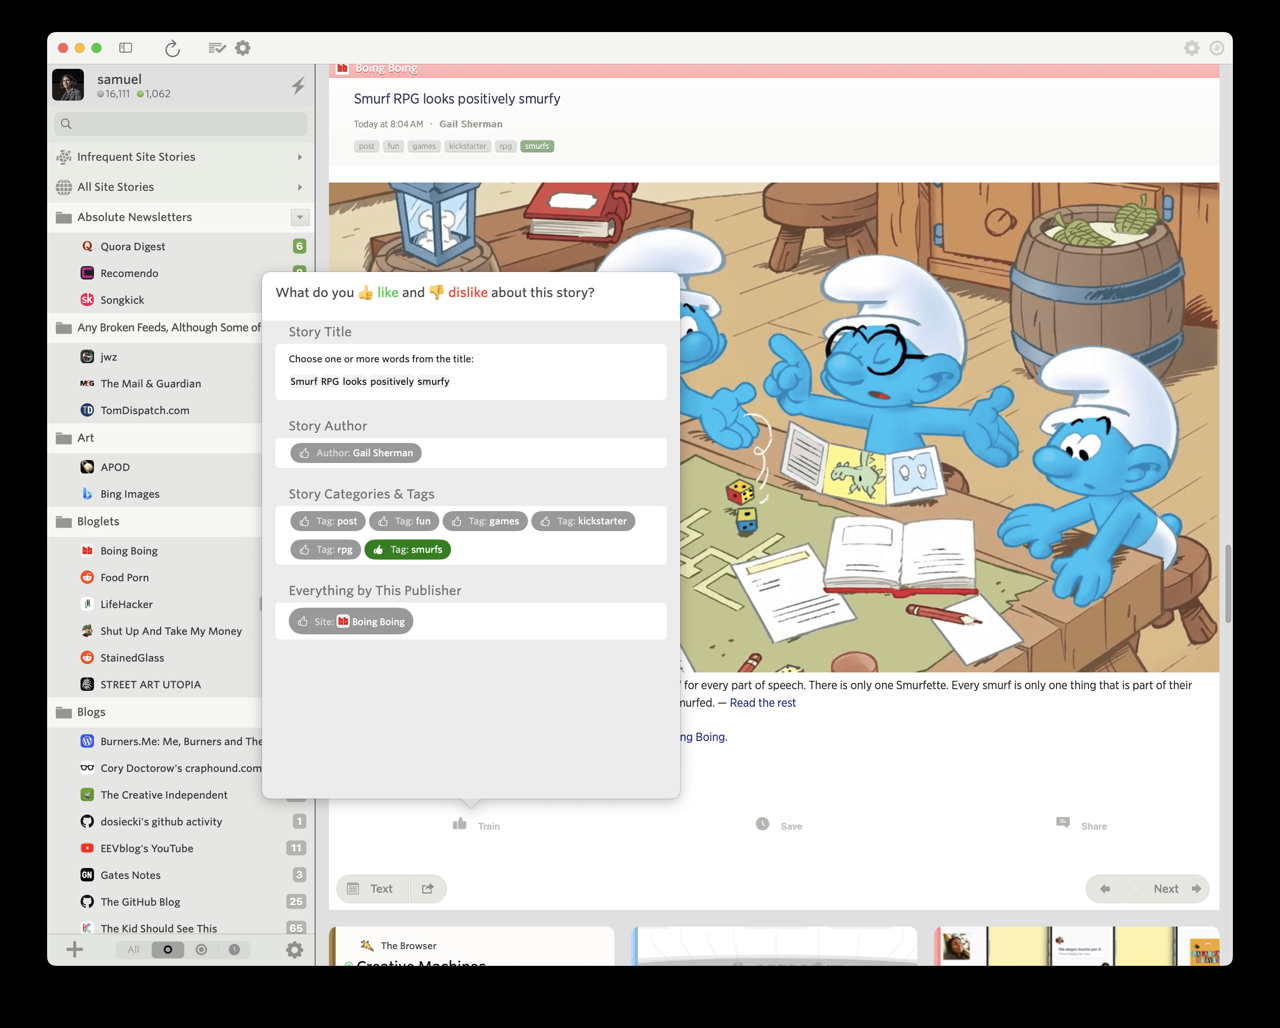 samuel
16,111 1,062
Infrequent Site Stories
All Site Stories
Absolute Newsletters
Quora Digest 6
Recomendo
Songkick
Any Broken Feeds, Although Some of
jwz
The Mail & Guardian
TomDispatch.com
Art
APOD
Bing Images
Bloglets
Boing Boing
Food Porn
LifeHacker
Shut Up And Take My Money
StainedGlass
STREET ART UTOPIA
Blogs
Burners.Me: Me, Burners and The
Cory Doctorow's craphound.com
The Creative Independent
dosiecki's github activity 1
EEVblog's YouTube 11
Gates Notes 3
The GitHub Blog 25
The Kid Should See This 65
All
Boing Boing
Smurf RPG looks positively smurfy
Today at 8:04 AM · Gail Sherman
post fun games kickstarter rpg smurfs
What do you 👍 like and 👎 dislike about this story?
Story Title
Choose one or more words from the title:
Smurf RPG looks positively smurfy
Story Author
Author: Gail Sherman
Story Categories & Tags
Tag: post Tag: fun Tag: games Tag: kickstarter
Tag: rpg Tag: smurfs
Everything by This Publisher
Site: Boing Boing
for every part of speech. There is only one Smurfette. Every smurf is only one thing that is part of their
murfed. — Read the rest
ng Boing.
Train Save Share
Text Next
The Browser
Creative Machines